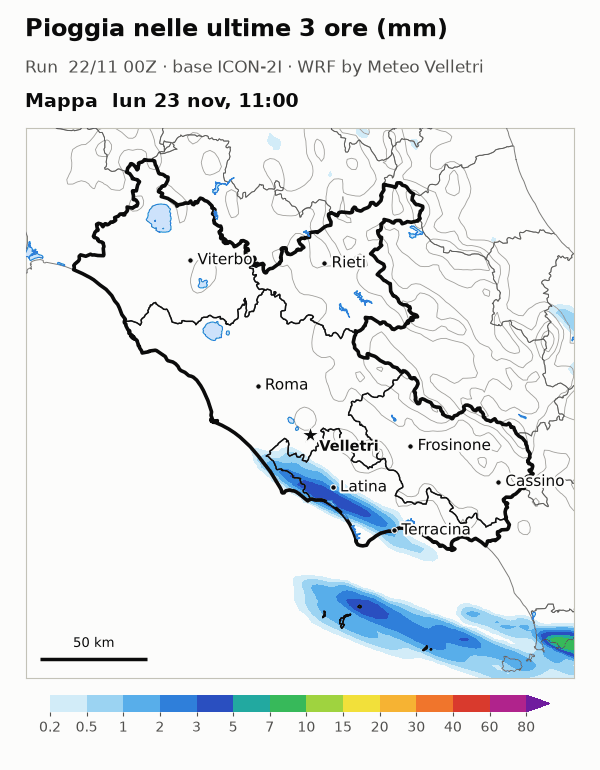 Pioggia nelle ultime 3 ore (mm)
Run  22/11 00Z · base ICON-2I · WRF by Meteo Velletri
Mappa  lun 23 nov, 11:00
Viterbo
Rieti
Roma
Velletri
Frosinone
Latina
Cassino
Terracina
50 km
0.2 0.5 1 2 3 5 7 10 15 20 30 40 60 80